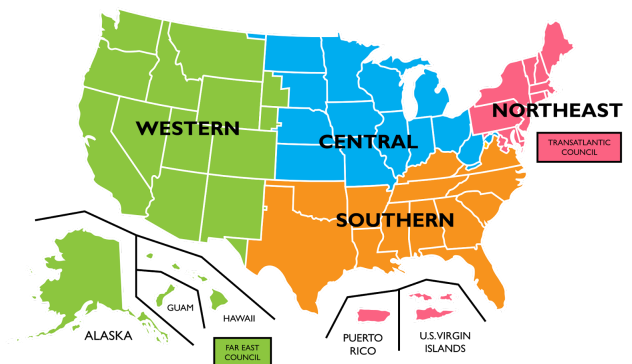 WESTERN
CENTRAL
NORTHEAST
TRANSATLANTIC
COUNCIL
SOUTHERN
ALASKA
GUAM
HAWAII
FAR EAST
COUNCIL
PUERTO
RICO
U.S.VIRGIN
ISLANDS